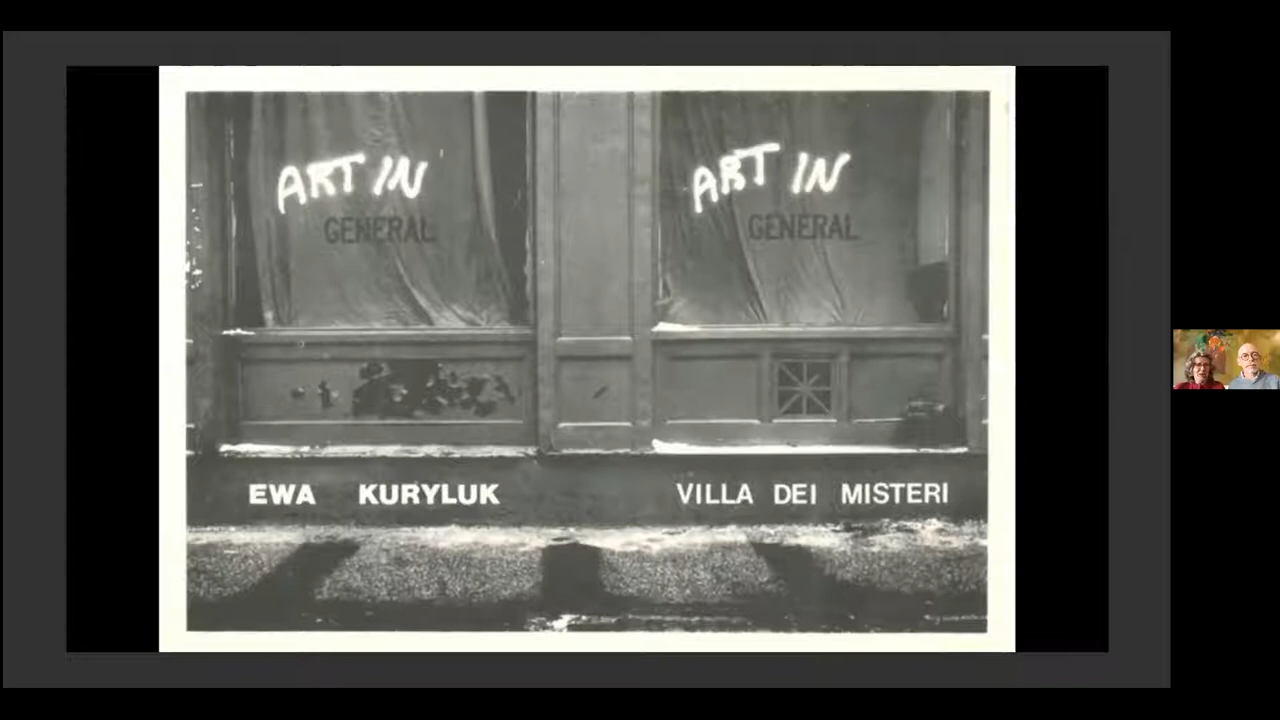 ART IN
GENERAL
ART IN
GENERAL
EWA KURYLUK
VILLA DEI MISTERI